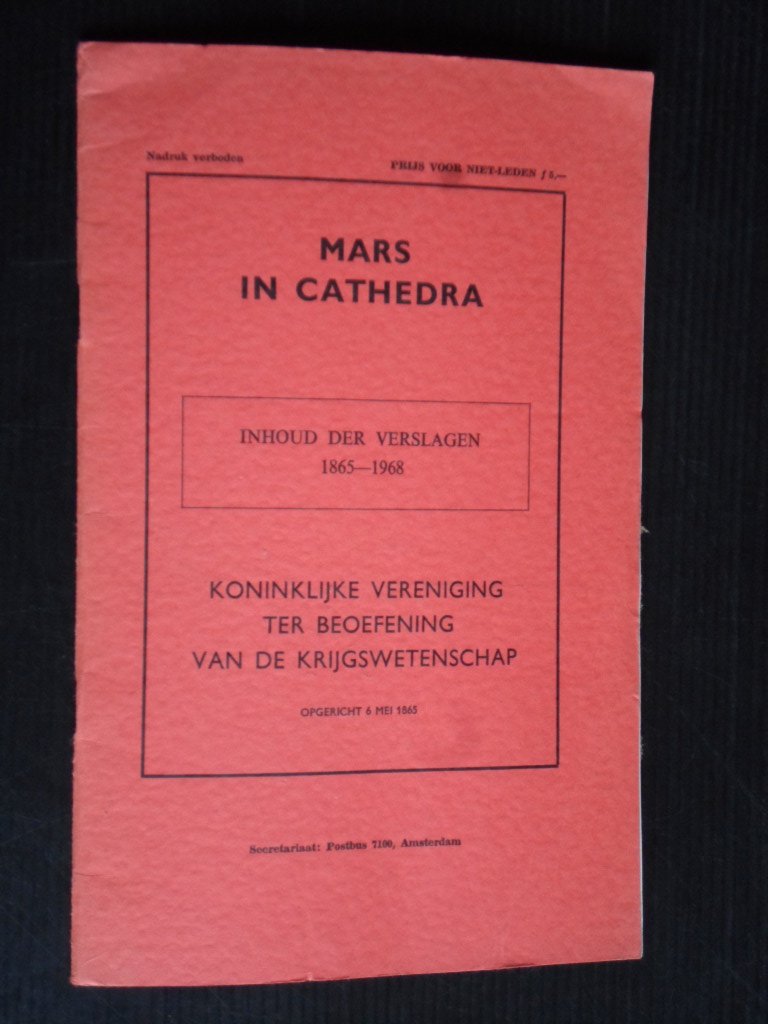 Nadruk verboden
PRIJS VOOR NIET-LEDEN ƒ 5,—
MARS
IN CATHEDRA
INHOUD DER VERSLAGEN
1865—1968
KONINKLIJKE VERENIGING
TER BEOEFENING
VAN DE KRIJGSWETENSCHAP
OPGERICHT 6 MEI 1865
Secretariaat: Postbus 7100, Amsterdam